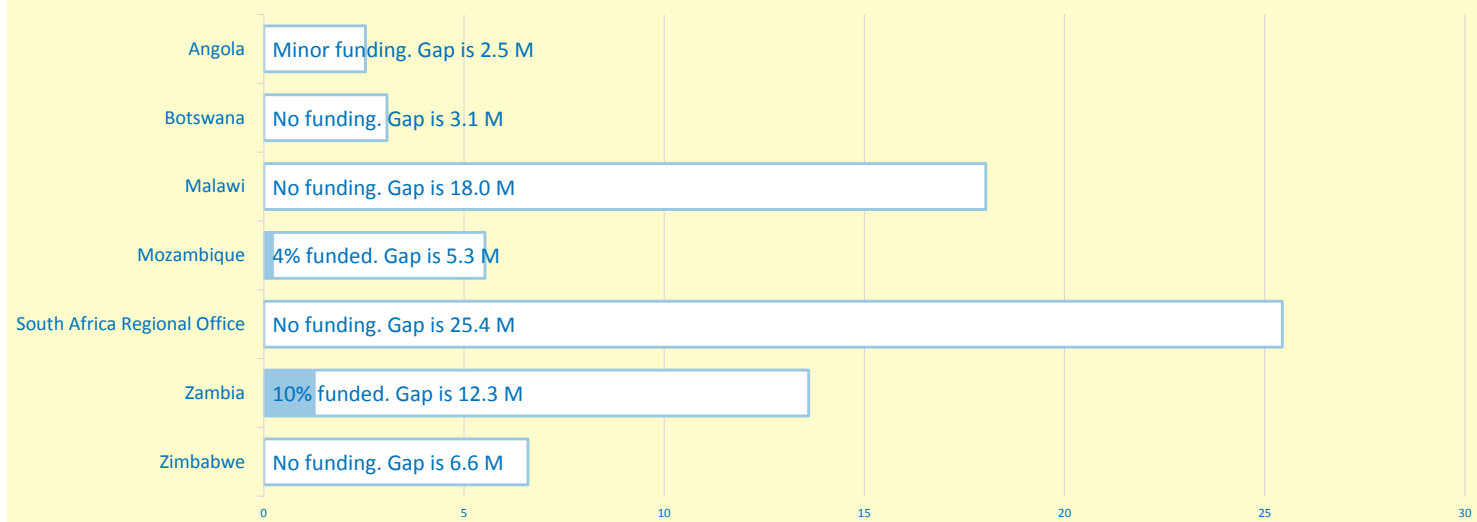 Angola Minor funding. Gap is 2.5 M
Botswana No funding. Gap is 3.1 M
Malawi No funding. Gap is 18.0 M
Mozambique 4% funded. Gap is 5.3 M
South Africa Regional Office No funding. Gap is 25.4 M
Zambia 10% funded. Gap is 12.3 M
Zimbabwe No funding. Gap is 6.6 M
0 5 10 15 20 25 30